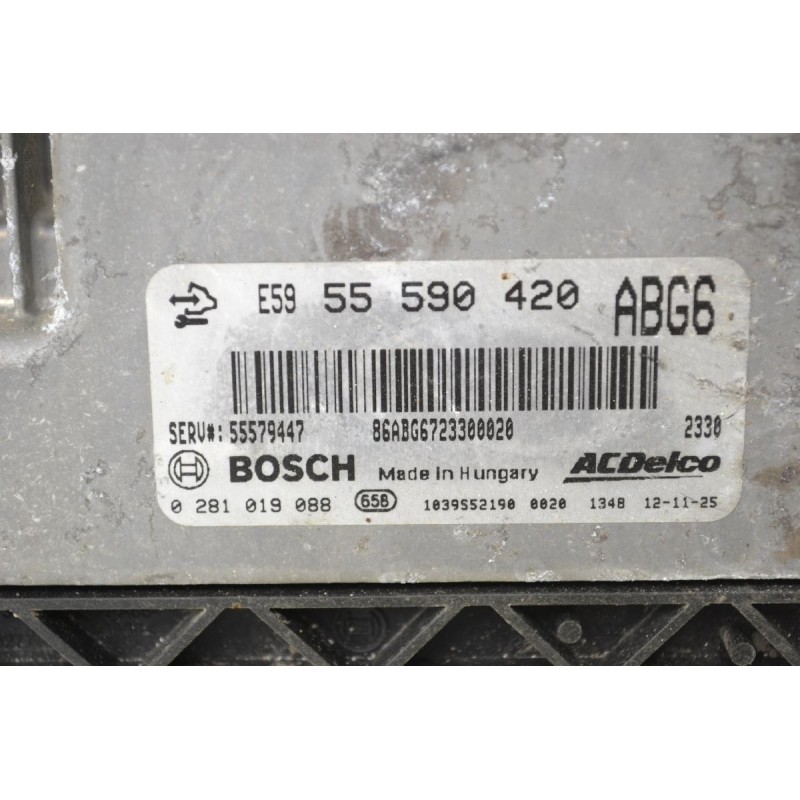 E59 55 590 420 ABG6
SERV#: 55579447 86ABG6723300020 2330
BOSCH Made in Hungary ACDelco
0 281 019 088 658 1039S52190 0020 1348 12-11-25